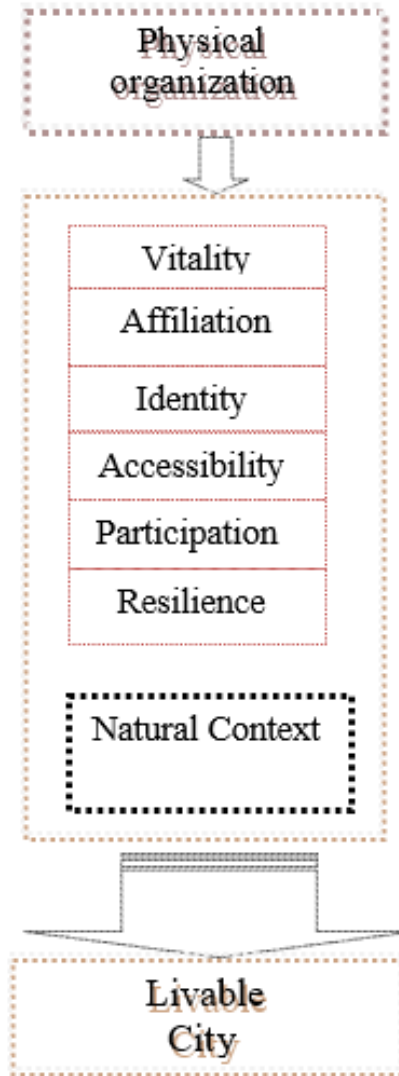 Physical
organization
Vitality
Affiliation
Identity
Accessibility
Participation
Resilience
Natural Context
Livable
City